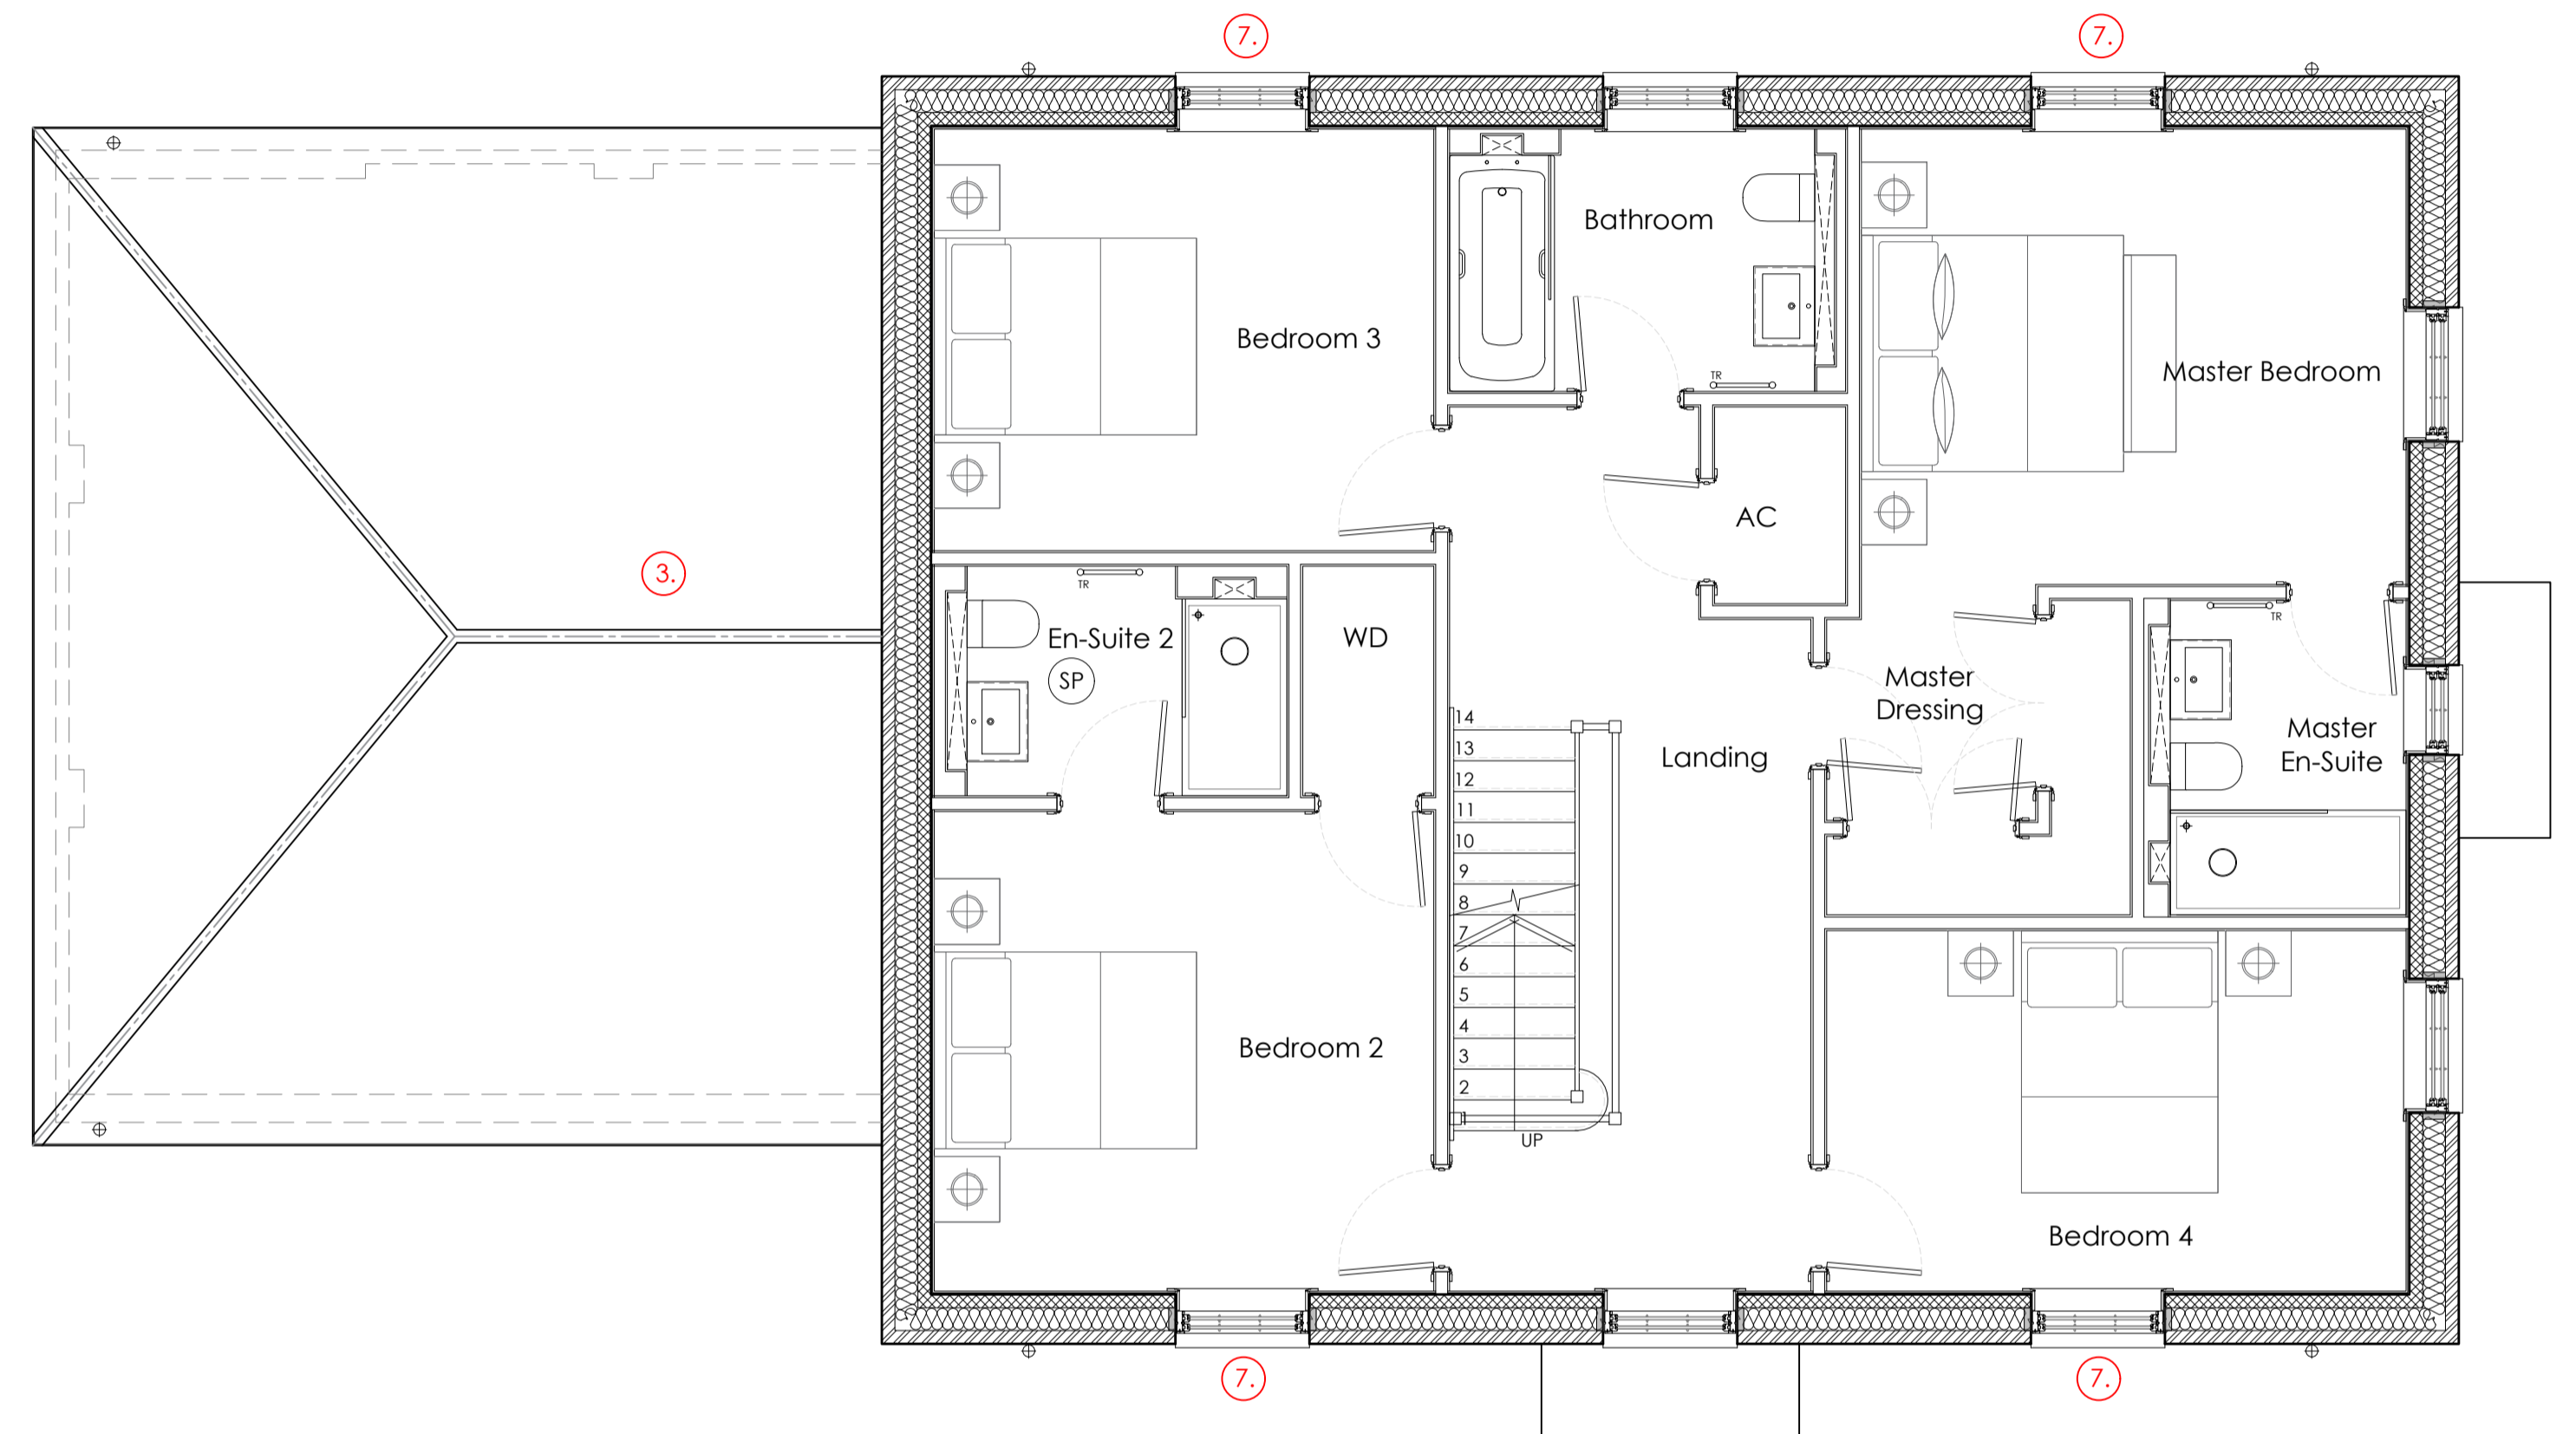 7.
7.
Bathroom
Bedroom 3
Master Bedroom
TR
AC
3.
TR
TR
En-Suite 2
SP
WD
Master
Dressing
Master
En-Suite
Landing
14
13
12
11
10
9
8
7
6
5
4
3
2
UP
Bedroom 2
Bedroom 4
7.
7.